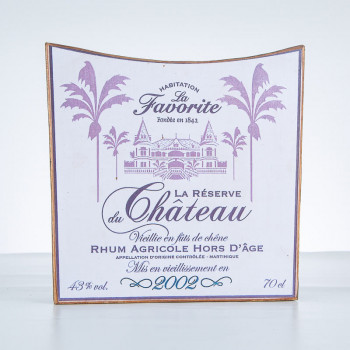 HABITATION
La
Favorite
Fondée en 1842
LA RÉSERVE
du Château
Vieillie en fûts de chêne
RHUM AGRICOLE HORS D'ÂGE
APPELLATION D'ORIGINE CONTRÔLÉE - MARTINIQUE
Mis en vieillissement en
43% vol. 2002 70 cl